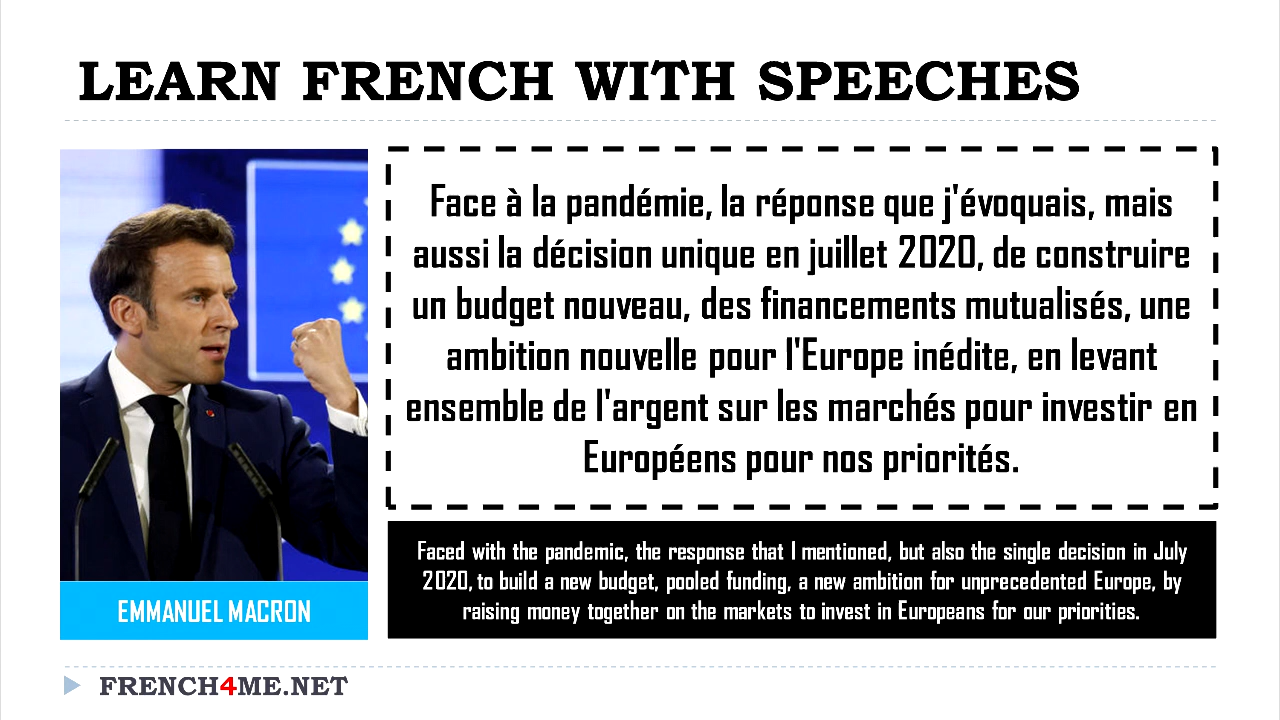 LEARN FRENCH WITH SPEECHES
Face à la pandémie, la réponse que j'évoquais, mais
aussi la décision unique en juillet 2020, de construire
un budget nouveau, des financements mutualisés, une
ambition nouvelle pour l'Europe inédite, en levant
ensemble de l'argent sur les marchés pour investir en
Européens pour nos priorités.
Faced with the pandemic, the response that I mentioned, but also the single decision in July
2020, to build a new budget, pooled funding, a new ambition for unprecedented Europe, by
raising money together on the markets to invest in Europeans for our priorities.
EMMANUEL MACRON
FRENCH4ME.NET